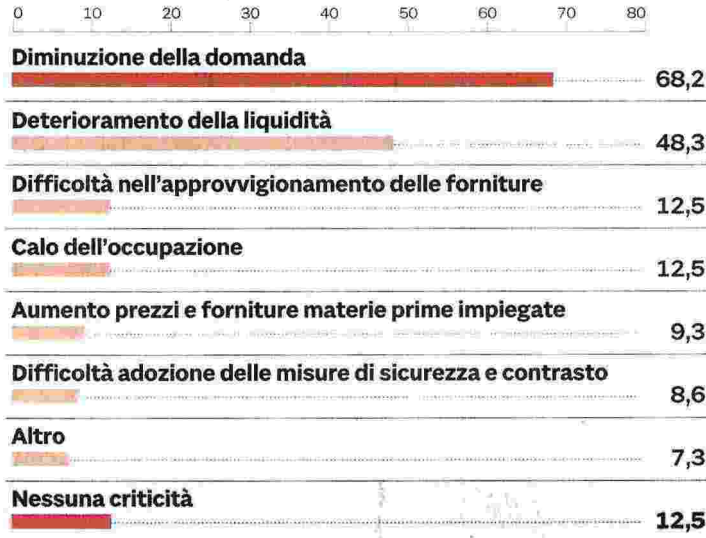 0 10 20 30 40 50 60 70 80
Diminuzione della domanda
68,2
Deterioramento della liquidità
48,3
Difficoltà nell'approvvigionamento delle forniture
12,5
Calo dell'occupazione
12,5
Aumento prezzi e forniture materie prime impiegate
9,3
Difficoltà adozione delle misure di sicurezza e contrasto
8,6
Altro
7,3
Nessuna criticità
12,5